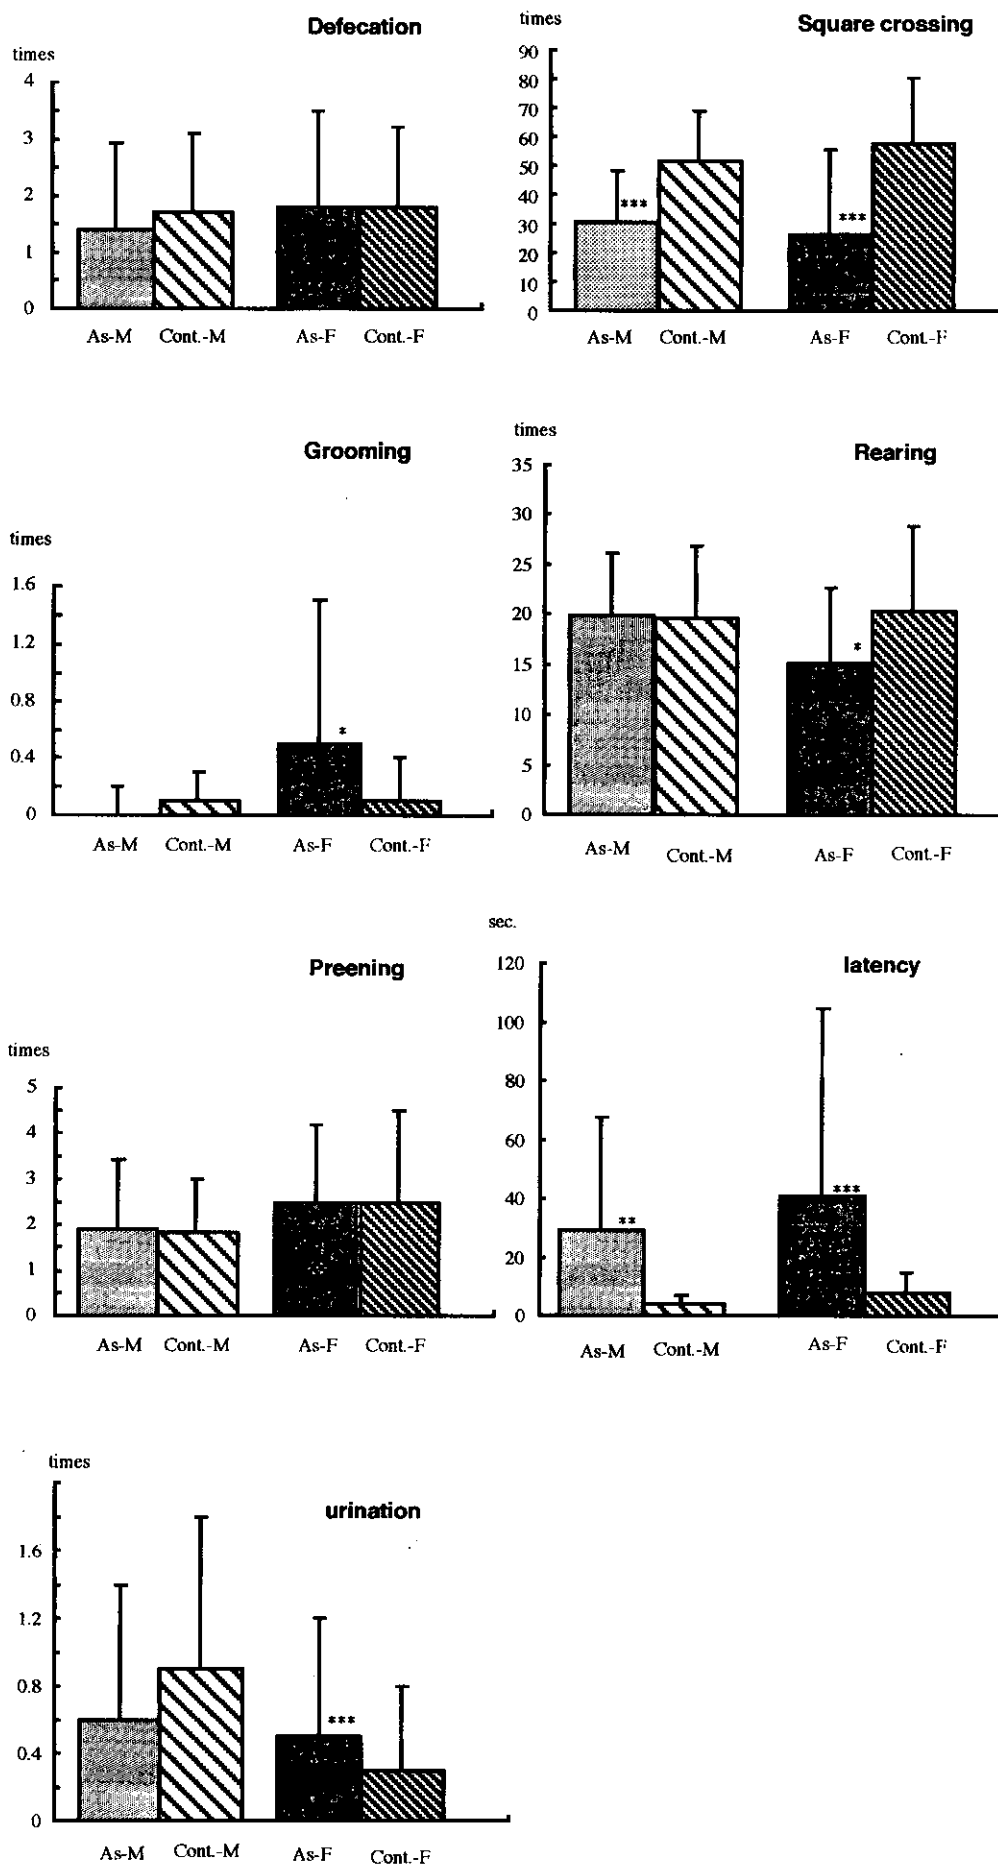 Defecation
times
4
3
2
1
0
As-M Cont.-M As-F Cont.-F
times
Square crossing
90
80
70
60
50
40
30
20
10
0
*** ***
As-M Cont.-M As-F Cont.-F
Grooming
times
1.6
1.2
0.8
0.4
0
*
As-M Cont.-M As-F Cont.-F
times
Rearing
35
30
25
20
15
10
5
0
*
As-M Cont.-M As-F Cont.-F
Preening
times
5
4
3
2
1
0
As-M Cont.-M As-F Cont.-F
sec.
latency
120
100
80
60
40
20
0
** ***
As-M Cont.-M As-F Cont.-F
times
urination
1.6
1.2
0.8
0.4
0
***
As-M Cont.-M As-F Cont.-F